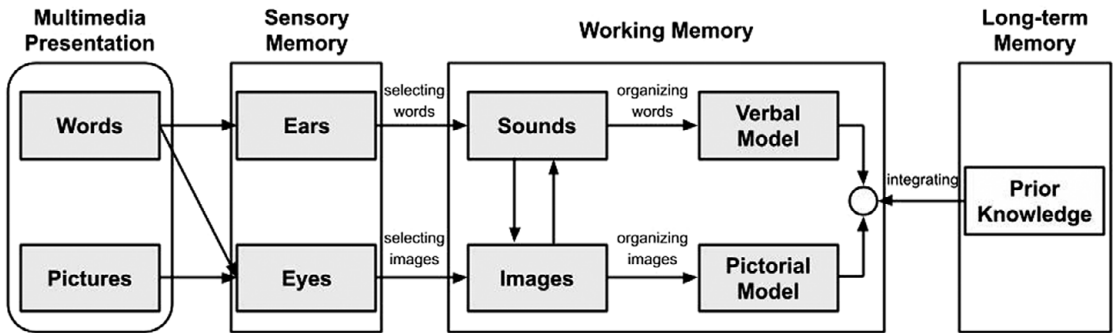 Multimedia
Presentation
Sensory
Memory
Working Memory
Long-term
Memory
Words
Ears
selecting
words
Sounds
organizing
words
Verbal
Model
integrating
Prior
Knowledge
Pictures
Eyes
selecting
images
Images
organizing
images
Pictorial
Model